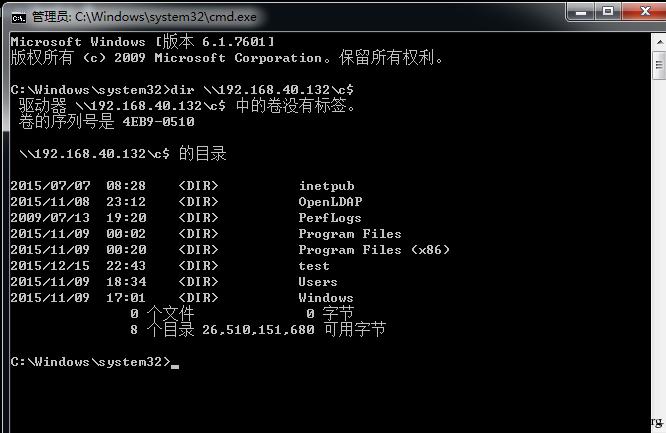 管理员: C:\Windows\system32\cmd.exe
Microsoft Windows [版本 6.1.7601]
版权所有 (c) 2009 Microsoft Corporation。保留所有权利。
C:\Windows\system32>dir \\192.168.40.132\c$
驱动器 \\192.168.40.132\c$ 中的卷没有标签。
卷的序列号是 4EB9-0510
\\192.168.40.132\c$ 的目录
2015/07/07 08:28 <DIR> inetpub
2015/11/08 23:12 <DIR> OpenLDAP
2009/07/13 19:20 <DIR> PerfLogs
2015/11/09 00:02 <DIR> Program Files
2015/11/09 00:20 <DIR> Program Files (x86)
2015/12/15 22:43 <DIR> test
2015/11/09 18:34 <DIR> Users
2015/11/09 17:01 <DIR> Windows
0 个文件 0 字节
8 个目录 26,510,151,680 可用字节
C:\Windows\system32>
rg